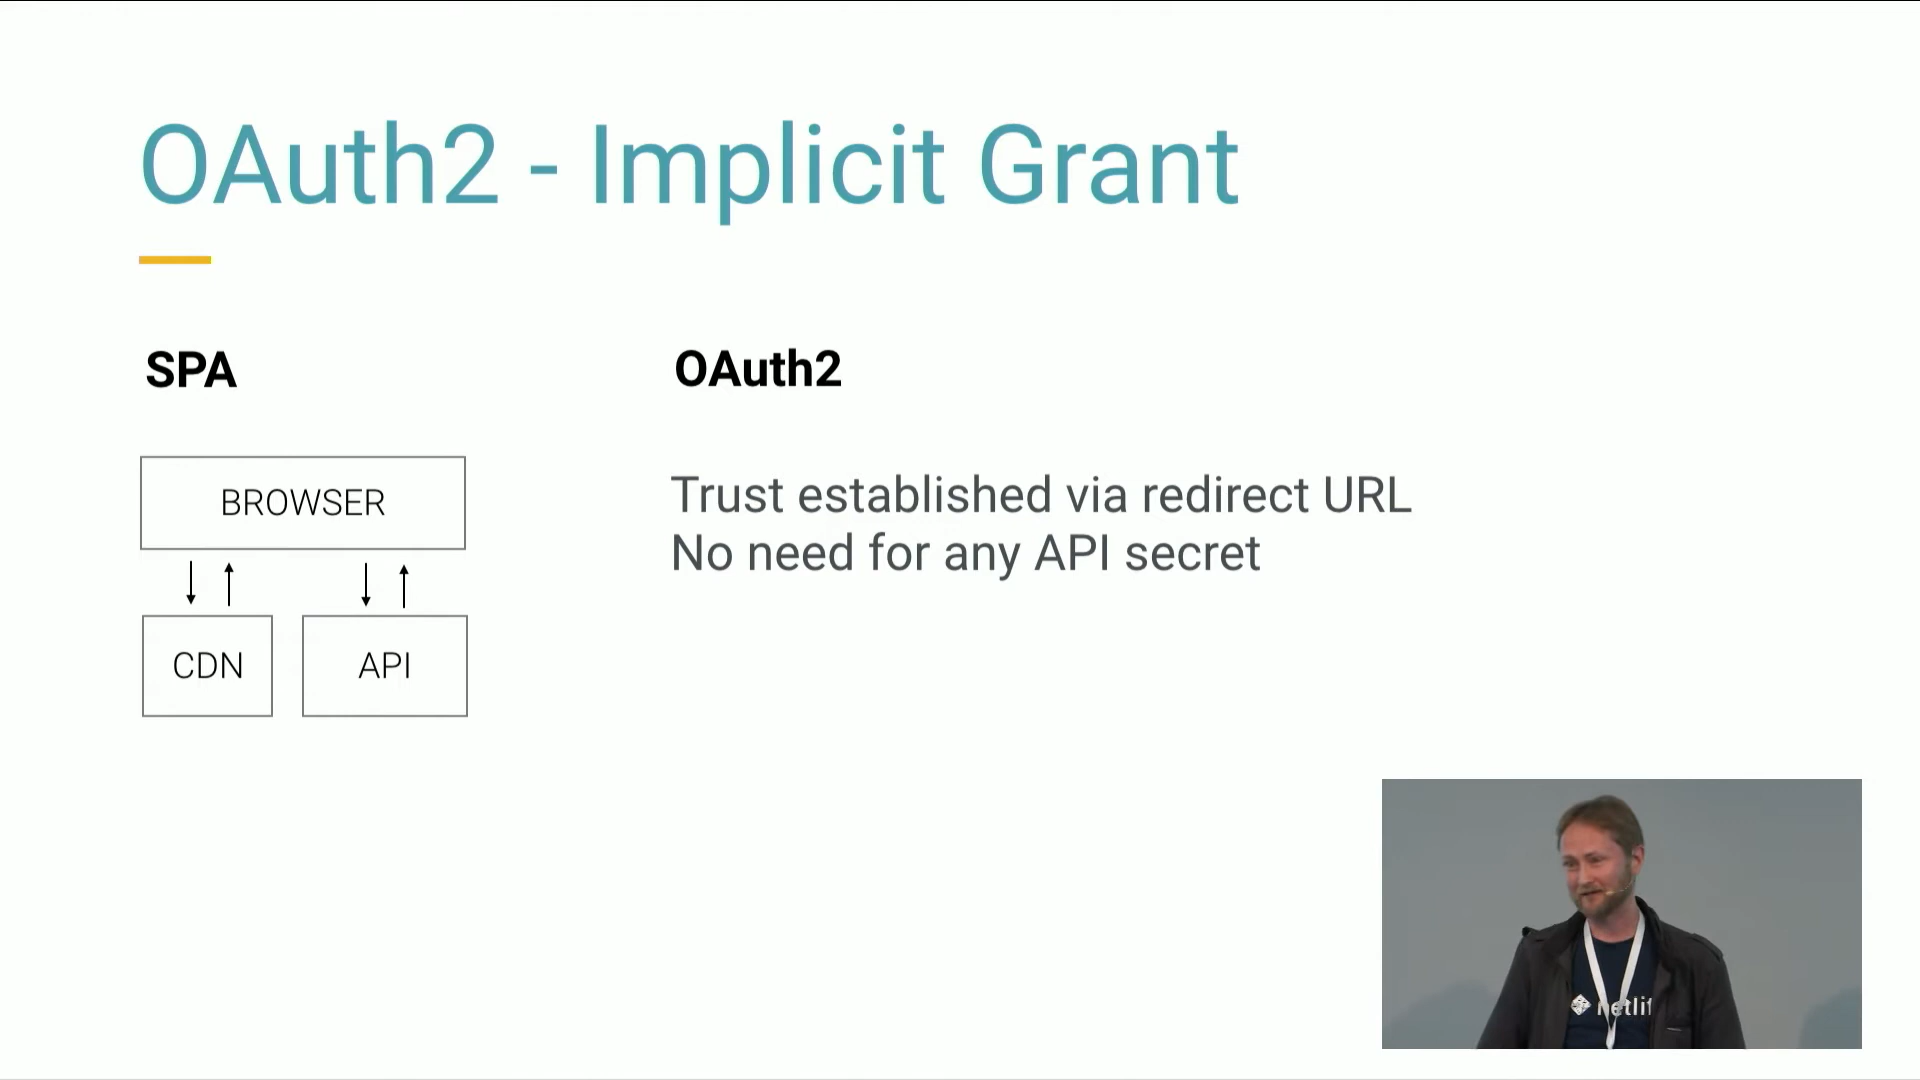 OAuth2 - Implicit Grant
SPA
OAuth2
BROWSER
Trust established via redirect URL
No need for any API secret
CDN
API
netlif